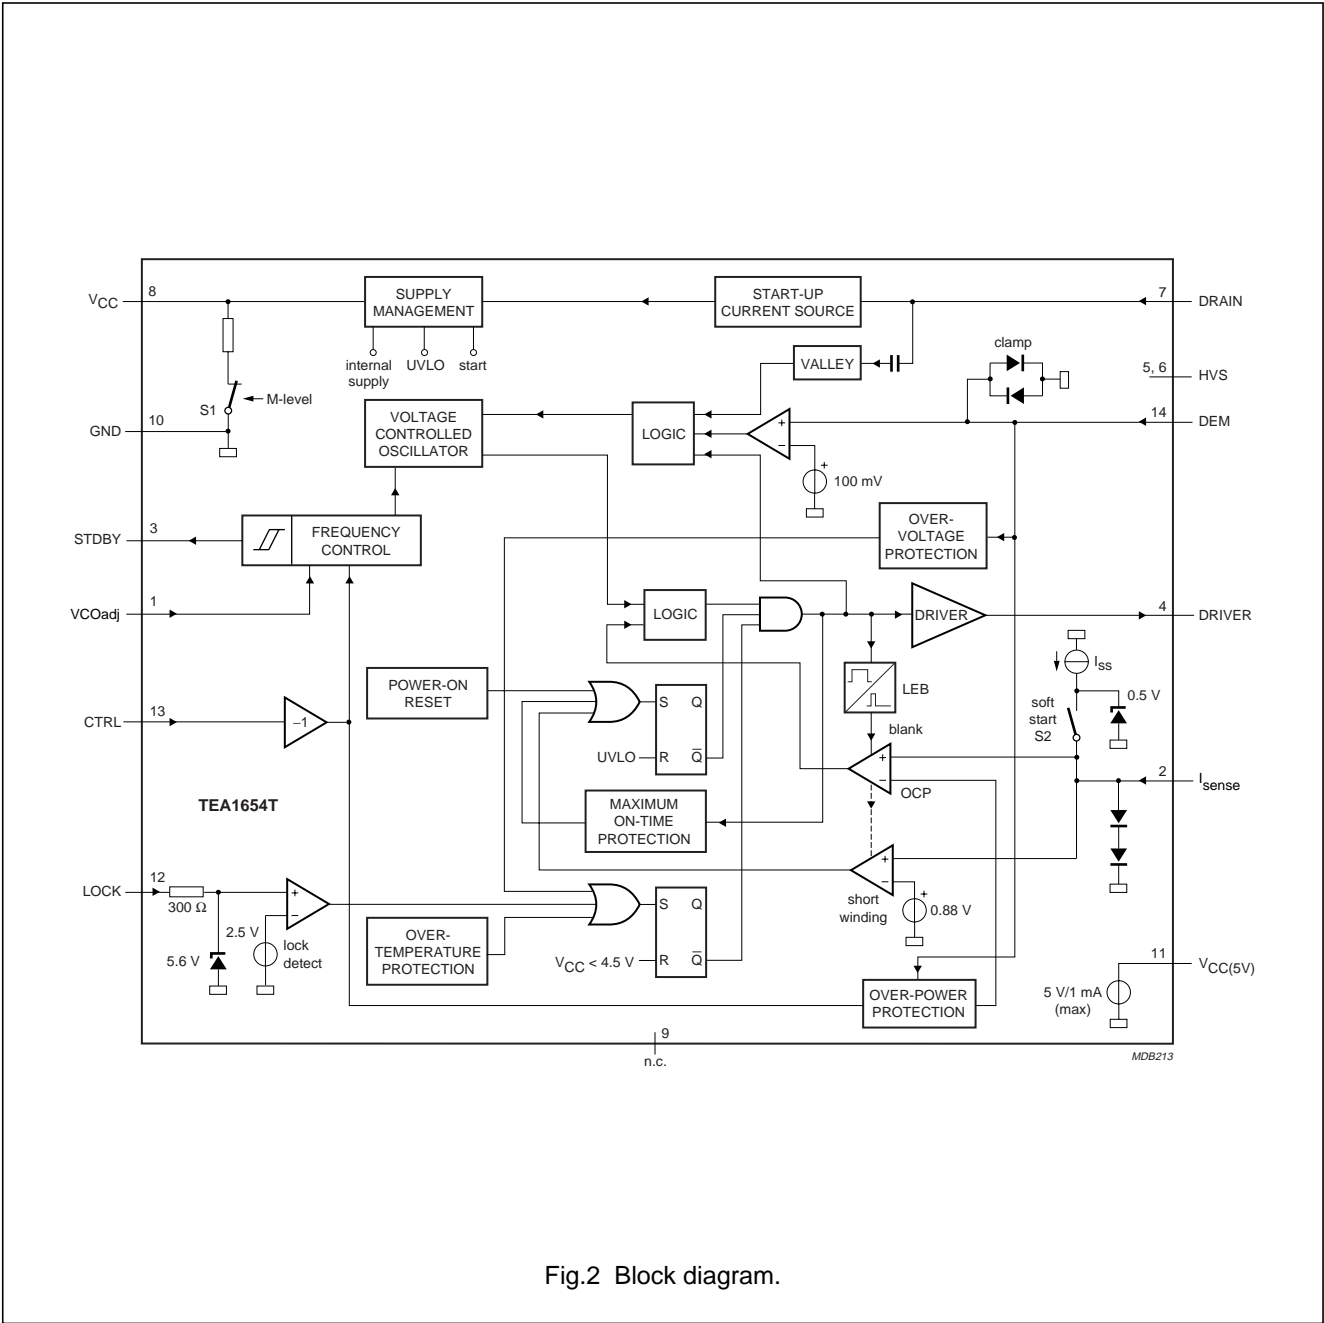 VCC
8
SUPPLY
MANAGEMENT
START-UP
CURRENT SOURCE
7
DRAIN
internal
supply
UVLO
start
VALLEY
clamp
5, 6
HVS
S1
M-level
10
GND
VOLTAGE
CONTROLLED
OSCILLATOR
LOGIC
+
−
14
DEM
+
100 mV
STDBY
3
FREQUENCY
CONTROL
OVER-
VOLTAGE
PROTECTION
VCOadj
1
LOGIC
DRIVER
4
DRIVER
POWER-ON
RESET
S
Q
LEB
ISS
0.5 V
soft
start
S2
CTRL
13
−1
UVLO
R
Q
blank
+
−
OCP
2
Isense
TEA1654T
MAXIMUM
ON-TIME
PROTECTION
LOCK
12
300 Ω
+
−
+
−
short
winding
+
0.88 V
2.5 V
lock
detect
5.6 V
S
Q
OVER-
TEMPERATURE
PROTECTION
VCC < 4.5 V
R
Q
11
VCC(5V)
OVER-POWER
PROTECTION
5 V/1 mA
(max)
9
n.c.
MDB213
Fig.2 Block diagram.